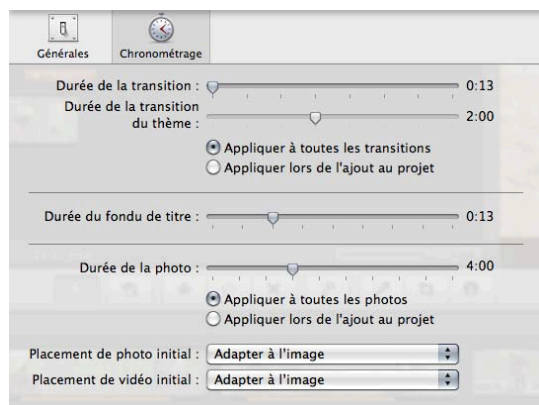 Générales Chronométrage
Durée de la transition : 0:13
Durée de la transition
du thème : 2:00
Appliquer à toutes les transitions
Appliquer lors de l'ajout au projet
Durée du fondu de titre : 0:13
Durée de la photo : 4:00
Appliquer à toutes les photos
Appliquer lors de l'ajout au projet
Placement de photo initial : Adapter à l'image
Placement de vidéo initial : Adapter à l'image